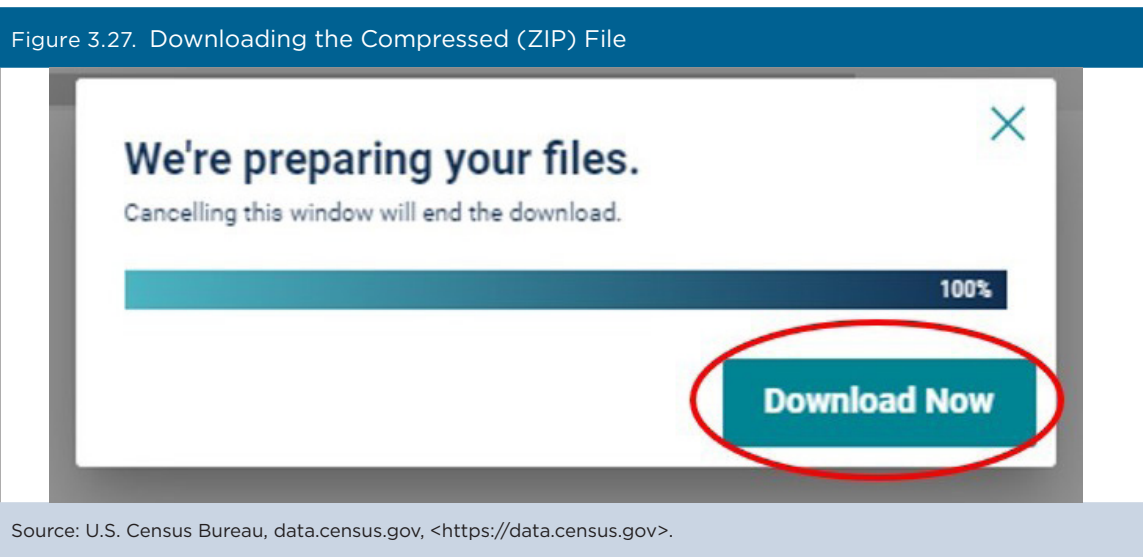 Figure 3.27. Downloading the Compressed (ZIP) File
We're preparing your files.
Cancelling this window will end the download.
100%
Download Now
Source: U.S. Census Bureau, data.census.gov, <https://data.census.gov>.